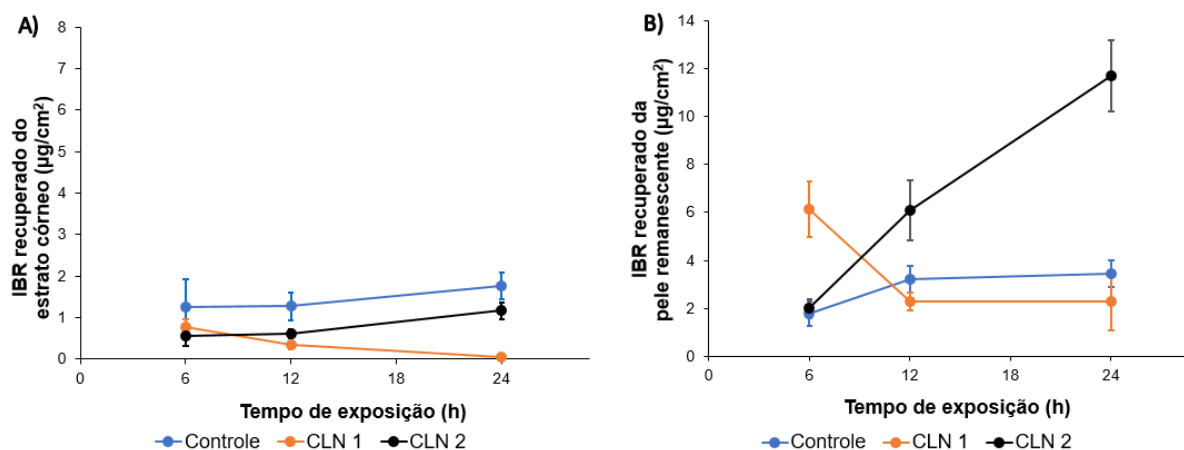 A)
IBR recuperado do
estrato córneo (µg/cm²)
8
7
6
5
4
3
2
1
0
0 6 12 18 24
Tempo de exposição (h)
Controle CLN 1 CLN 2
B)
IBR recuperado da
pele remanescente (µg/cm²)
14
12
10
8
6
4
2
0
0 6 12 18 24
Tempo de exposição (h)
Controle CLN 1 CLN 2